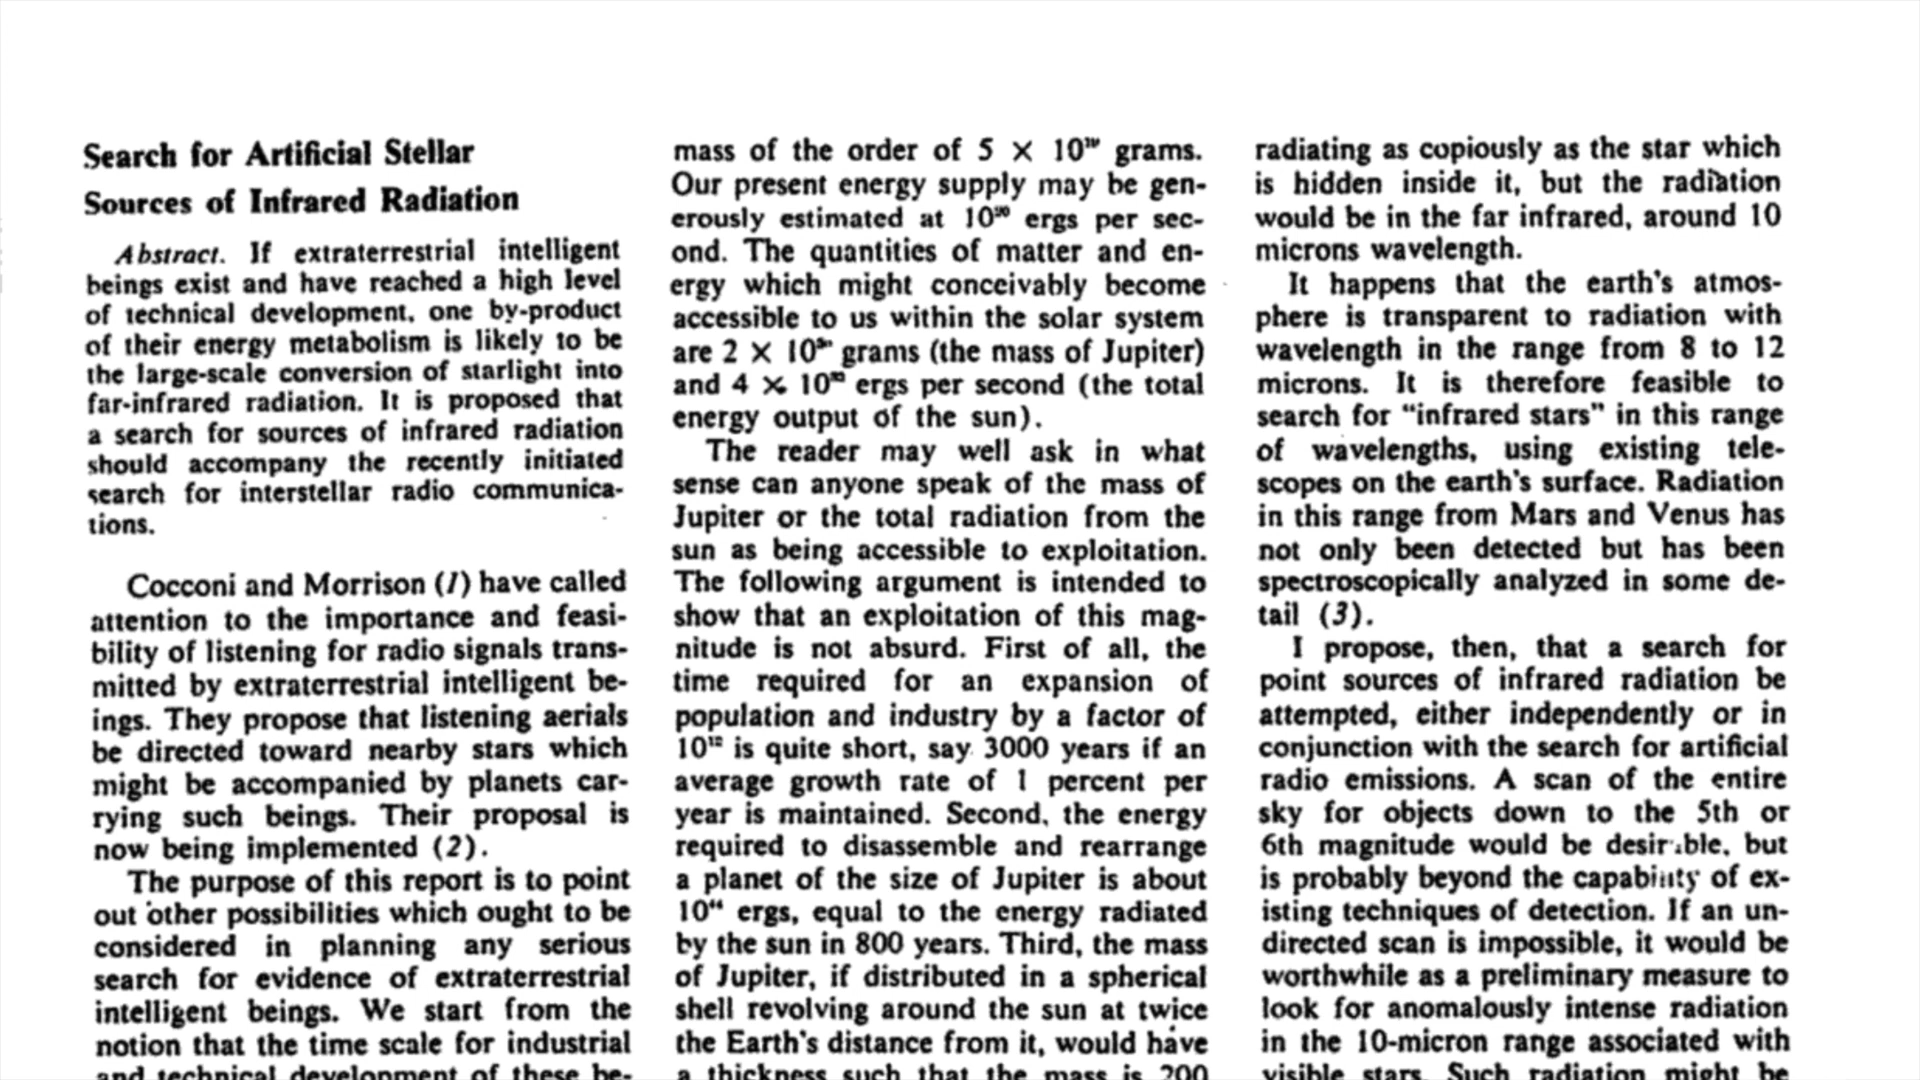 Search for Artificial Stellar
Sources of Infrared Radiation
Abstract. If extraterrestrial intelligent
beings exist and have reached a high level
of technical development, one by-product
of their energy metabolism is likely to be
the large-scale conversion of starlight into
far-infrared radiation. It is proposed that
a search for sources of infrared radiation
should accompany the recently initiated
search for interstellar radio communica-
tions.
Cocconi and Morrison (1) have called
attention to the importance and feasi-
bility of listening for radio signals trans-
mitted by extraterrestrial intelligent be-
ings. They propose that listening aerials
be directed toward nearby stars which
might be accompanied by planets car-
rying such beings. Their proposal is
now being implemented (2).
The purpose of this report is to point
out other possibilities which ought to be
considered in planning any serious
search for evidence of extraterrestrial
intelligent beings. We start from the
notion that the time scale for industrial
and technical development of these be-
mass of the order of 5 × grams.
Our present energy supply may be gen-
erously estimated at ergs per sec-
ond. The quantities of matter and en-
ergy which might conceivably become
accessible to us within the solar system
are 2 × grams (the mass of Jupiter)
and 4 × ergs per second (the total
energy output of the sun).
The reader may well ask in what
sense can anyone speak of the mass of
Jupiter or the total radiation from the
sun as being accessible to exploitation.
The following argument is intended to
show that an exploitation of this mag-
nitude is not absurd. First of all, the
time required for an expansion of
population and industry by a factor of
10¹² is quite short, say 3000 years if an
average growth rate of 1 percent per
year is maintained. Second, the energy
required to disassemble and rearrange
a planet of the size of Jupiter is about
ergs, equal to the energy radiated
by the sun in 800 years. Third, the mass
of Jupiter, if distributed in a spherical
shell revolving around the sun at twice
the Earth's distance from it, would have
a thickness such that the mass is 200
radiating as copiously as the star which
is hidden inside it, but the radiation
would be in the far infrared, around 10
microns wavelength.
It happens that the earth's atmos-
phere is transparent to radiation with
wavelength in the range from 8 to 12
microns. It is therefore feasible to
search for "infrared stars" in this range
of wavelengths, using existing tele-
scopes on the earth's surface. Radiation
in this range from Mars and Venus has
not only been detected but has been
spectroscopically analyzed in some de-
tail (3).
I propose, then, that a search for
point sources of infrared radiation be
attempted, either independently or in
conjunction with the search for artificial
radio emissions. A scan of the entire
sky for objects down to the 5th or
6th magnitude would be desirable, but
is probably beyond the capability of ex-
isting techniques of detection. If an un-
directed scan is impossible, it would be
worthwhile as a preliminary measure to
look for anomalously intense radiation
in the 10-micron range associated with
visible stars. Such radiation might be